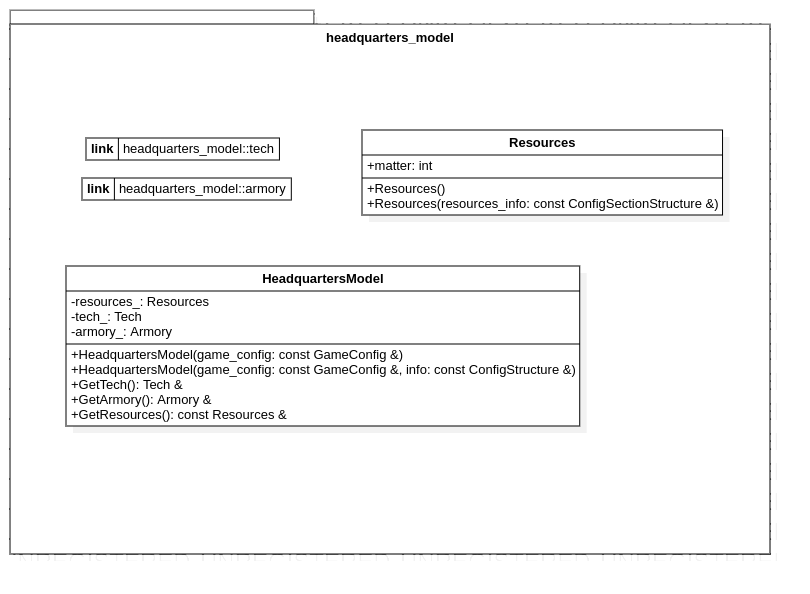 headquarters_model
link headquarters_model::tech
link headquarters_model::armory
Resources
+matter: int
+Resources()
+Resources(resources_info: const ConfigSectionStructure &)
HeadquartersModel
-resources_: Resources
-tech_: Tech
-armory_: Armory
+HeadquartersModel(game_config: const GameConfig &)
+HeadquartersModel(game_config: const GameConfig &, info: const ConfigStructure &)
+GetTech(): Tech &
+GetArmory(): Armory &
+GetResources(): const Resources &